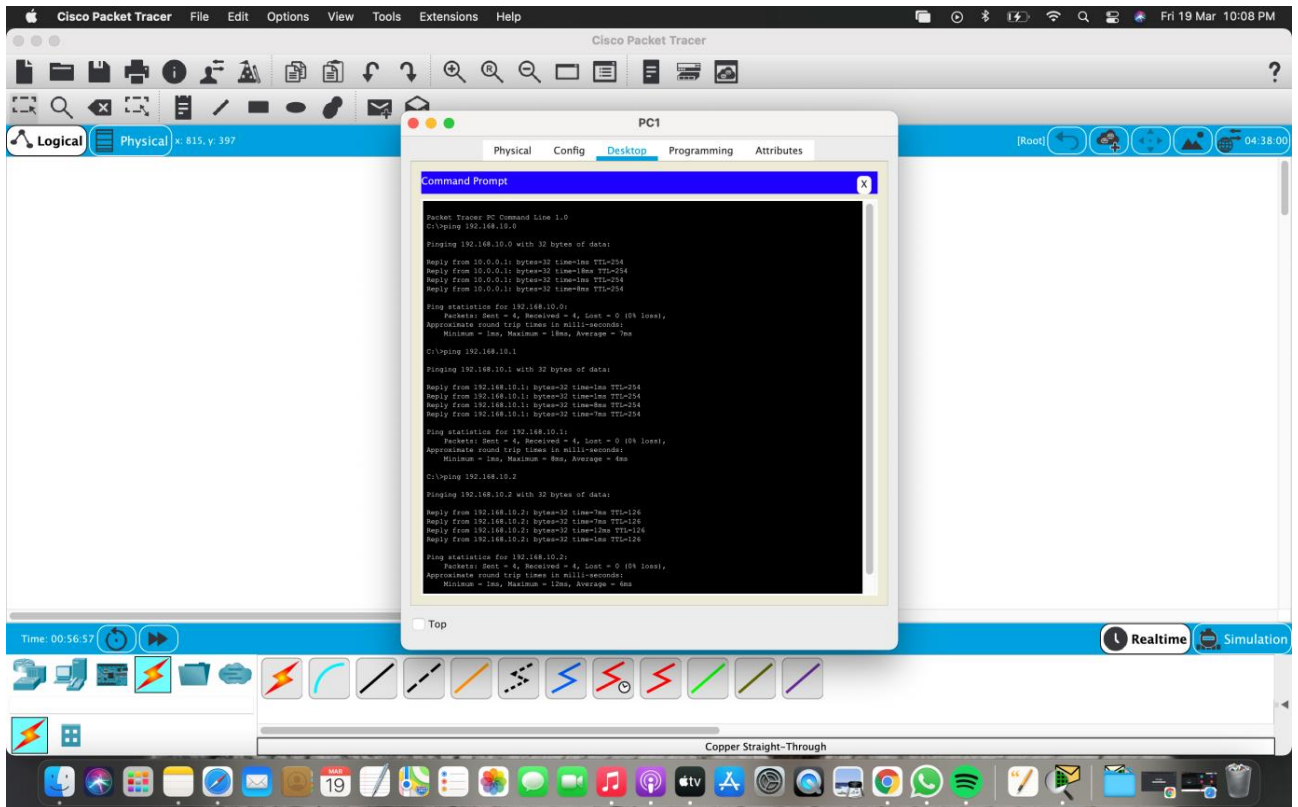 Cisco Packet Tracer File Edit Options View Tools Extensions Help Fri 19 Mar 10:08 PM
Cisco Packet Tracer
?
Logical Physical x: 815, y: 397 [Root] 04:38:00
PC1
Physical Config Desktop Programming Attributes
Command Prompt X
Packet Tracer PC Command Line 1.0
C:\>ping 192.168.10.0
Pinging 192.168.10.0 with 32 bytes of data:
Reply from 10.0.0.1: bytes=32 time=1ms TTL=254
Reply from 10.0.0.1: bytes=32 time=18ms TTL=254
Reply from 10.0.0.1: bytes=32 time=1ms TTL=254
Reply from 10.0.0.1: bytes=32 time=8ms TTL=254
Ping statistics for 192.168.10.0:
Packets: Sent = 4, Received = 4, Lost = 0 (0% loss),
Approximate round trip times in milli-seconds:
Minimum = 1ms, Maximum = 18ms, Average = 7ms
C:\>ping 192.168.10.1
Pinging 192.168.10.1 with 32 bytes of data:
Reply from 192.168.10.1: bytes=32 time=1ms TTL=254
Reply from 192.168.10.1: bytes=32 time=1ms TTL=254
Reply from 192.168.10.1: bytes=32 time=8ms TTL=254
Reply from 192.168.10.1: bytes=32 time=7ms TTL=254
Ping statistics for 192.168.10.1:
Packets: Sent = 4, Received = 4, Lost = 0 (0% loss),
Approximate round trip times in milli-seconds:
Minimum = 1ms, Maximum = 8ms, Average = 4ms
C:\>ping 192.168.10.2
Pinging 192.168.10.2 with 32 bytes of data:
Reply from 192.168.10.2: bytes=32 time=7ms TTL=126
Reply from 192.168.10.2: bytes=32 time=7ms TTL=126
Reply from 192.168.10.2: bytes=32 time=12ms TTL=126
Reply from 192.168.10.2: bytes=32 time=1ms TTL=126
Ping statistics for 192.168.10.2:
Packets: Sent = 4, Received = 4, Lost = 0 (0% loss),
Approximate round trip times in milli-seconds:
Minimum = 1ms, Maximum = 12ms, Average = 6ms
Top
Time: 00:56:57 Realtime Simulation
Copper Straight-Through
MAR
19
tv